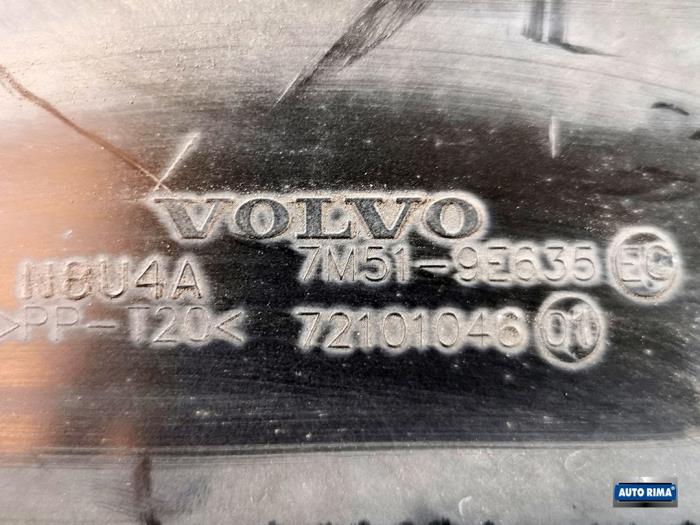 VOLVO
7M51-9E635 EC
N8U4A
>PP-T20< 72101046 01
AUTO RIMA